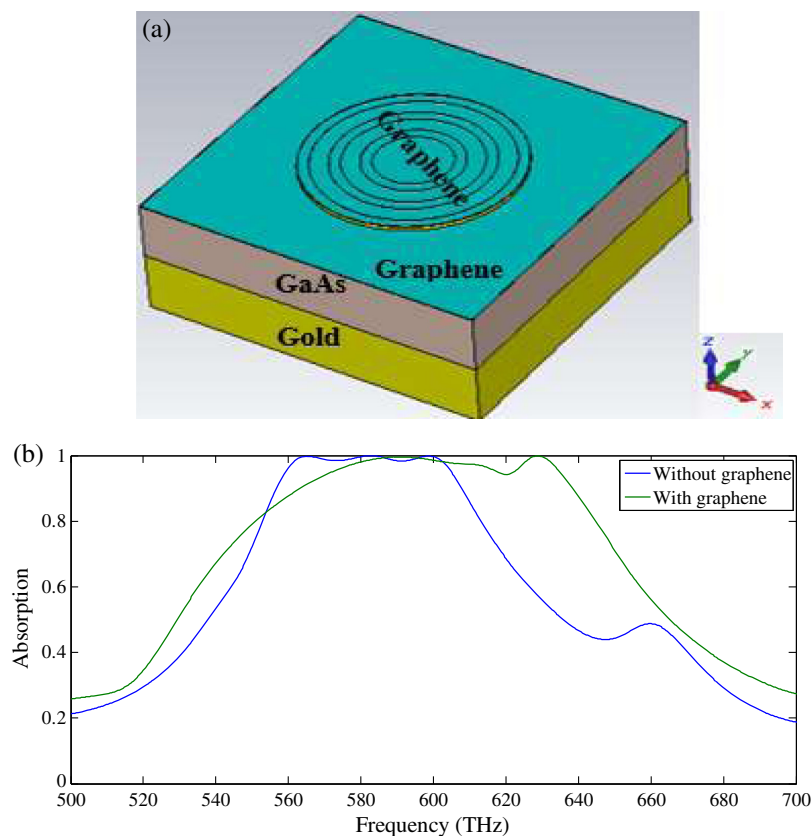 (a)
Graphene
Graphene
GaAs
Gold
Z
Y
X
(b)
1
0.8
0.6
0.4
0.2
0
Absorption
Without graphene
With graphene
500 520 540 560 580 600 620 640 660 680 700
Frequency (THz)